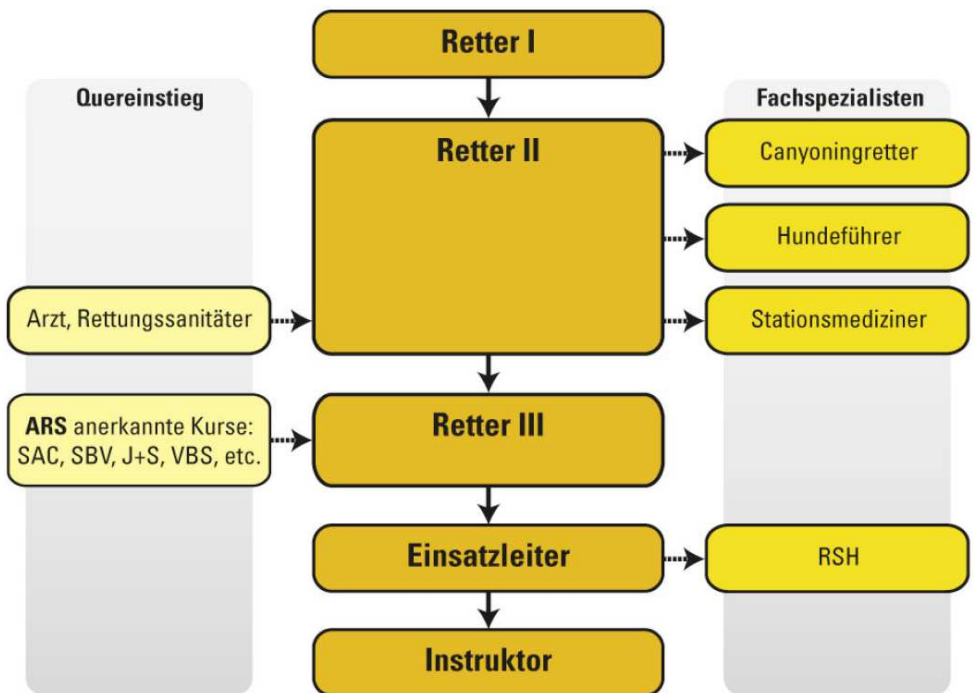 Retter I
Quereinstieg
Fachspezialisten
Retter II
Canyoningretter
Hundeführer
Arzt, Rettungssanitäter
Stationsmediziner
ARS anerkannte Kurse:
SAC, SBV, J+S, VBS, etc.
Retter III
Einsatzleiter
RSH
Instruktor